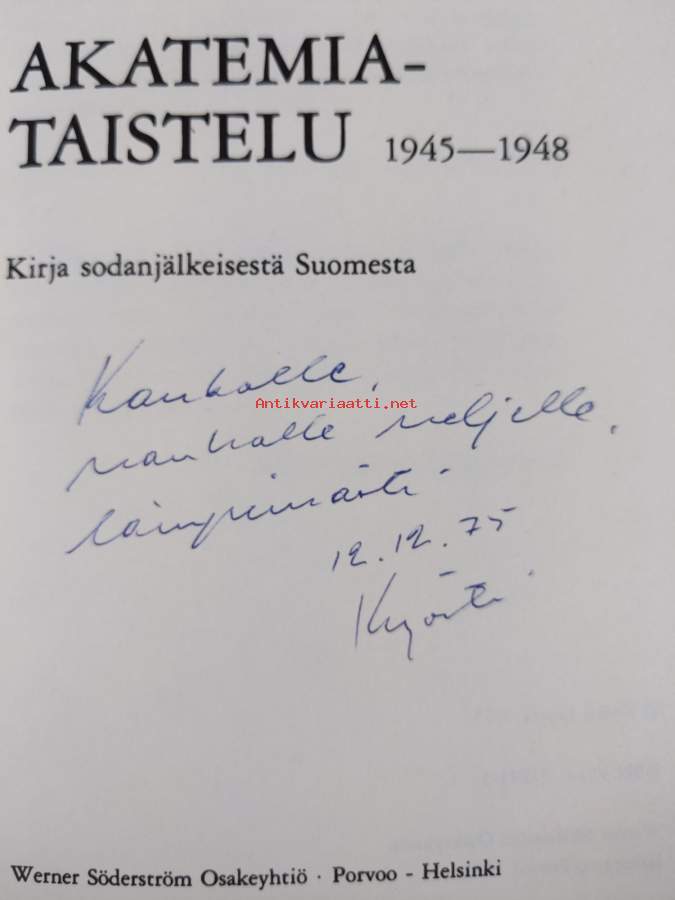 AKATEMIA-
TAISTELU 1945—1948
Kirja sodanjälkeisestä Suomesta
Kaukolle,
Antikvariaatti.net
vanhalle veljelle,
lämpimästi
12.12.75
Kyösti
Werner Söderström Osakeyhtiö · Porvoo - Helsinki